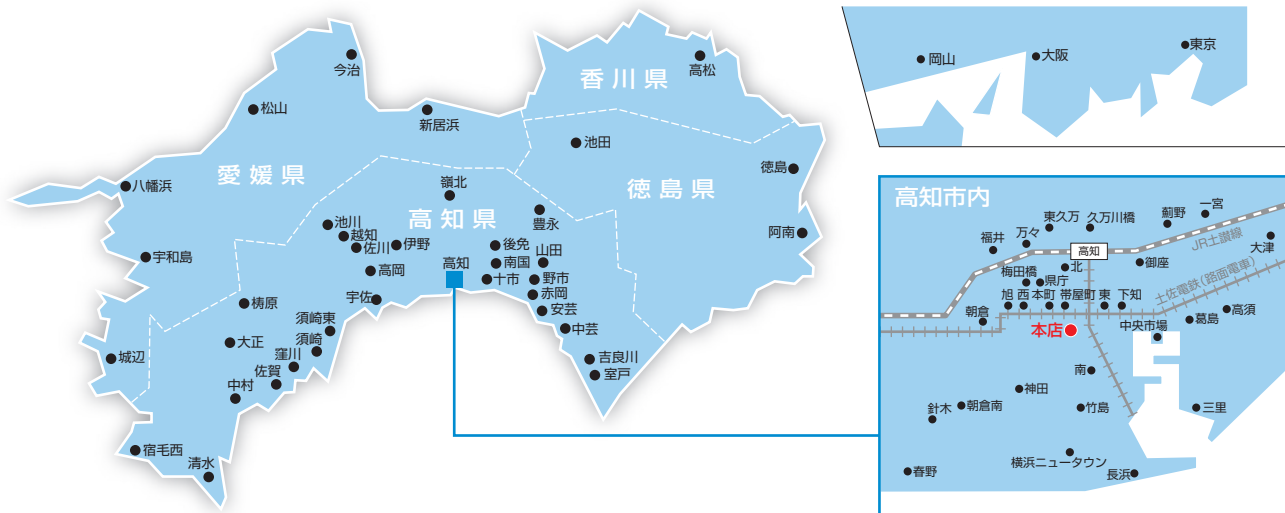 香川県
愛媛県
徳島県
高知県
今治
高松
松山
新居浜
池田
徳島
八幡浜
嶺北
豊永
阿南
池川
越知
佐川
伊野
後免
山田
宇和島
高岡
高知
南国
十市
野市
赤岡
梼原
宇佐
安芸
須崎東
中芸
大正
須崎
城辺
窪川
吉良川
佐賀
室戸
中村
宿毛西
清水
岡山
大阪
東京
高知市内
一宮
東久万
久万川橋
薊野
万々
福井
高知
JR土讃線
大津
北
御座
梅田橋
県庁
土佐電鉄(路面電車)
旭
西
本町
帯屋町
東
下知
高須
葛島
朝倉
本店
中央市場
南
神田
針木
朝倉南
竹島
三里
横浜ニュータウン
春野
長浜